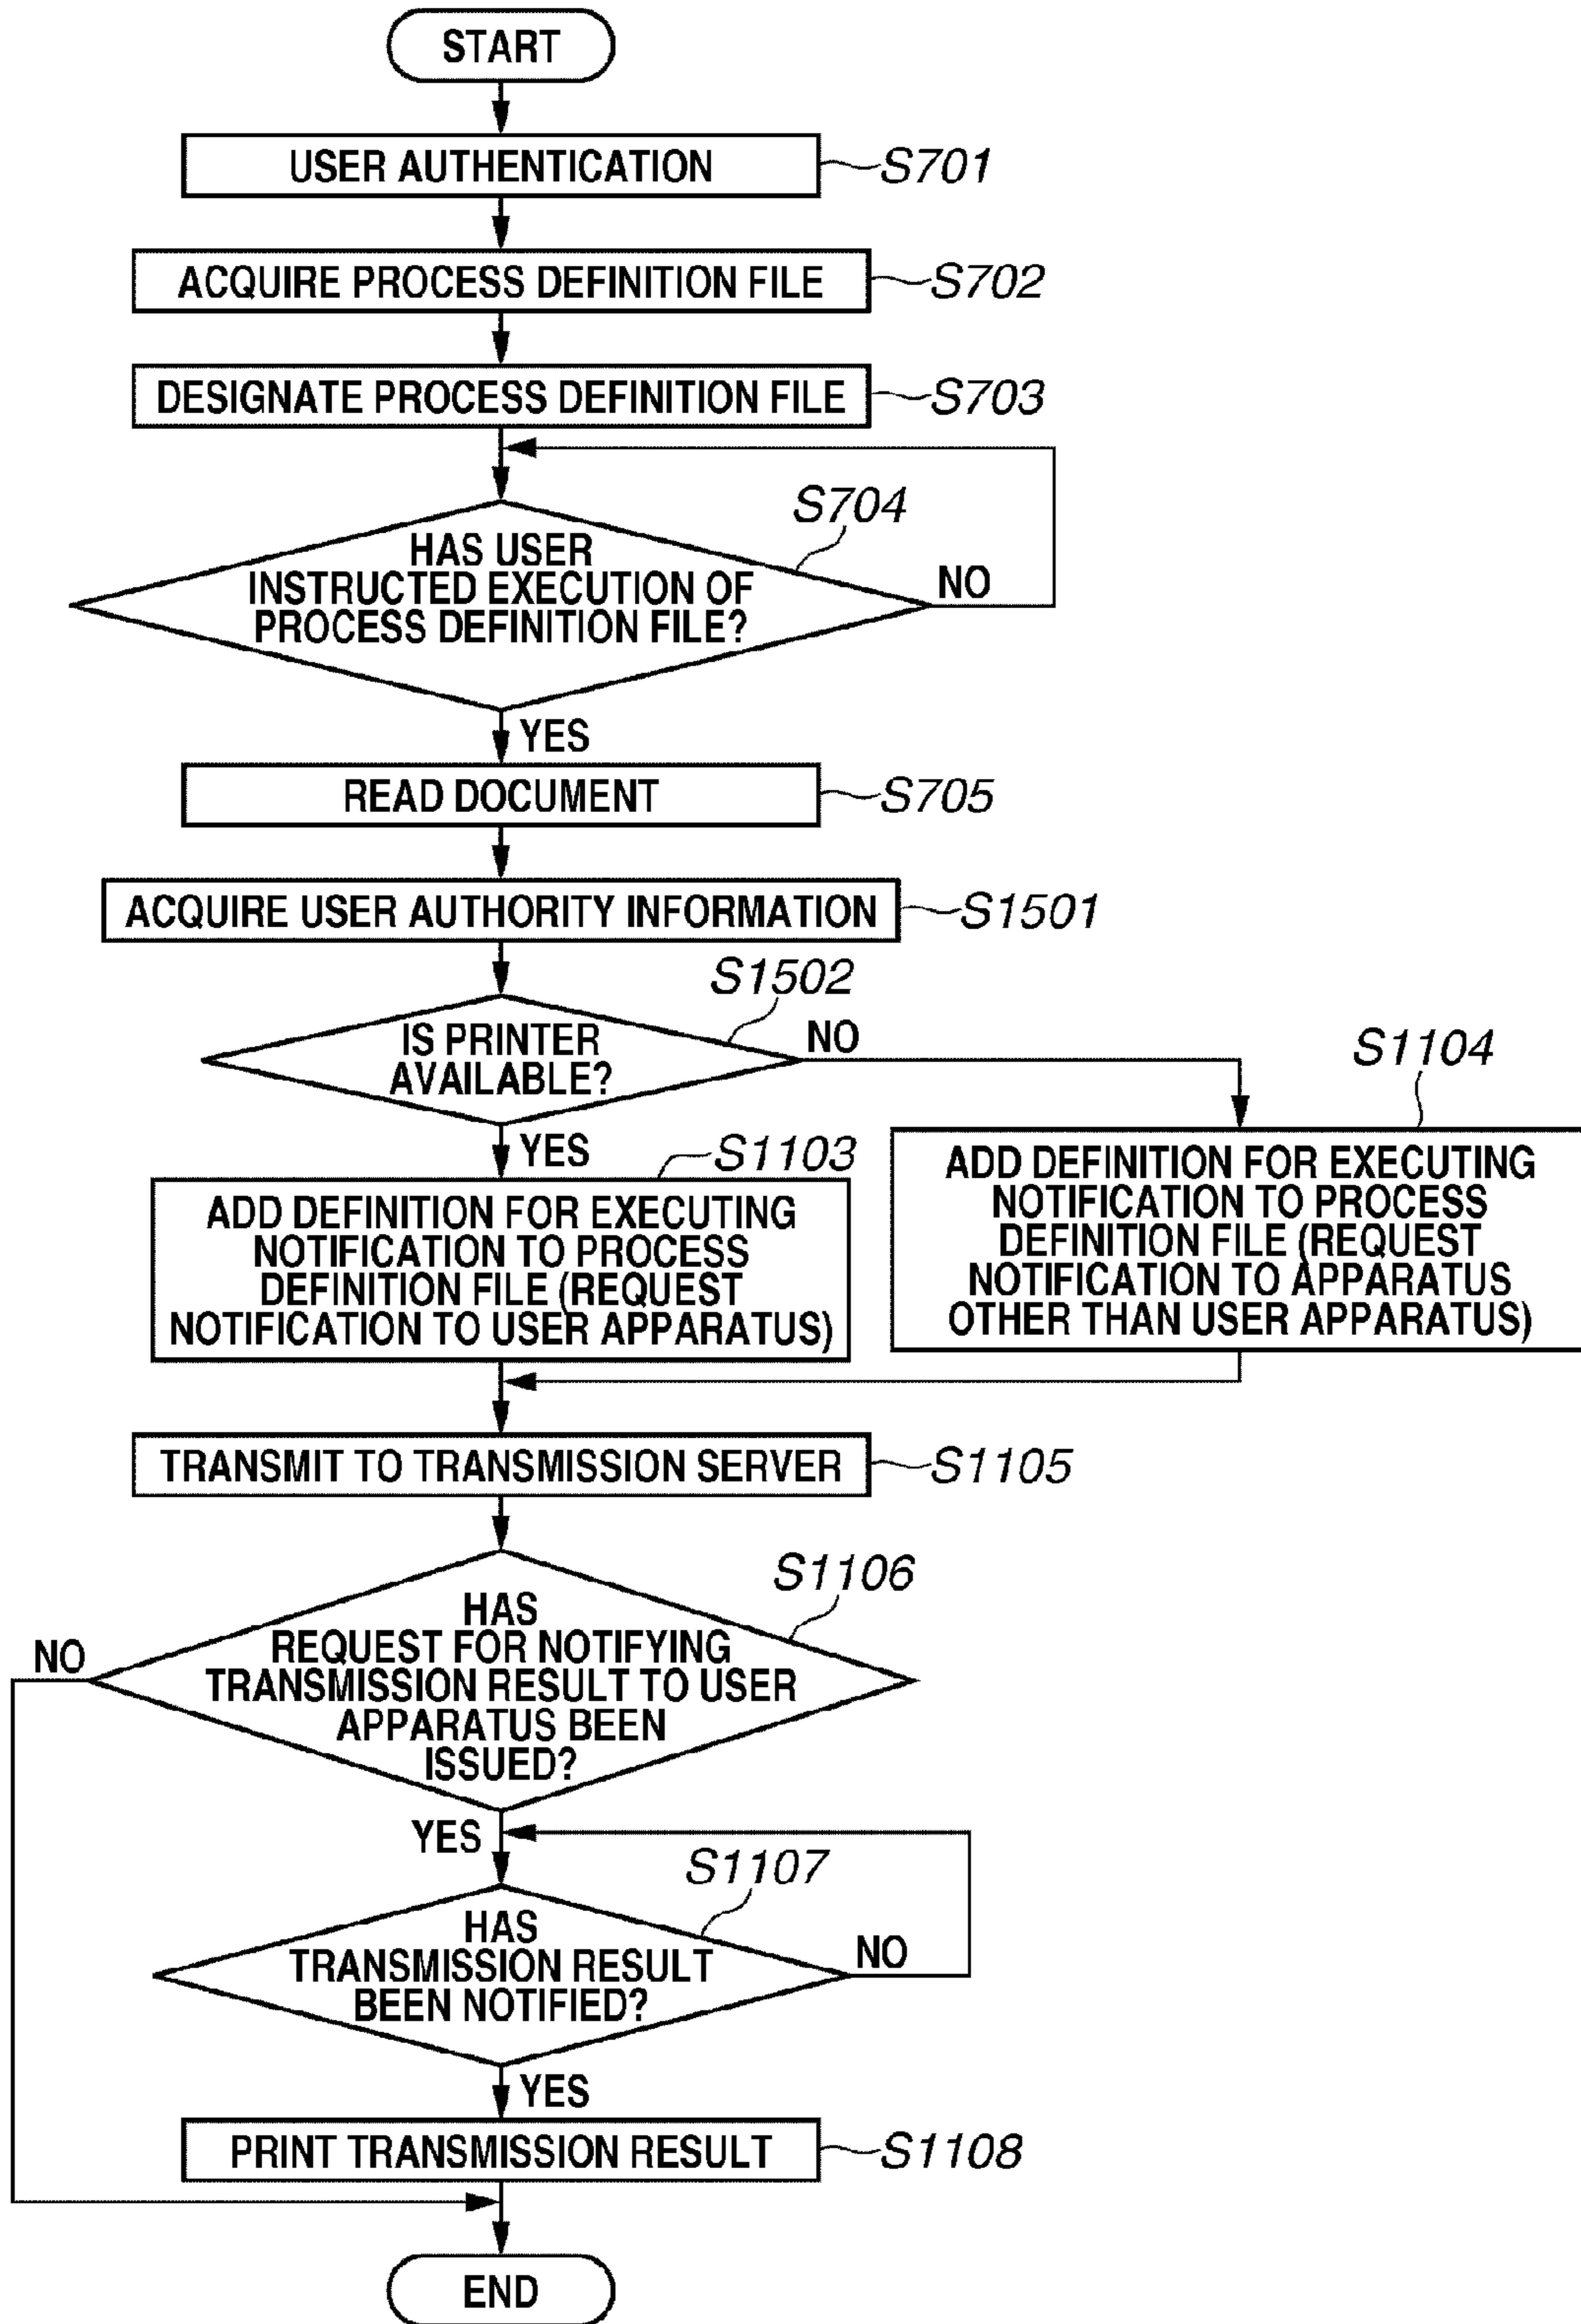 START
USER AUTHENTICATION
S701
ACQUIRE PROCESS DEFINITION FILE
S702
DESIGNATE PROCESS DEFINITION FILE
S703
S704
HAS USER
INSTRUCTED EXECUTION OF
PROCESS DEFINITION FILE?
NO
YES
READ DOCUMENT
S705
ACQUIRE USER AUTHORITY INFORMATION
S1501
S1502
IS PRINTER
AVAILABLE?
NO
YES
S1103
ADD DEFINITION FOR EXECUTING
NOTIFICATION TO PROCESS
DEFINITION FILE (REQUEST
NOTIFICATION TO USER APPARATUS)
S1104
ADD DEFINITION FOR EXECUTING
NOTIFICATION TO PROCESS
DEFINITION FILE (REQUEST
NOTIFICATION TO APPARATUS
OTHER THAN USER APPARATUS)
TRANSMIT TO TRANSMISSION SERVER
S1105
S1106
HAS
REQUEST FOR NOTIFYING
TRANSMISSION RESULT TO USER
APPARATUS BEEN
ISSUED?
NO
YES
S1107
HAS
TRANSMISSION RESULT
BEEN NOTIFIED?
NO
YES
PRINT TRANSMISSION RESULT
S1108
END